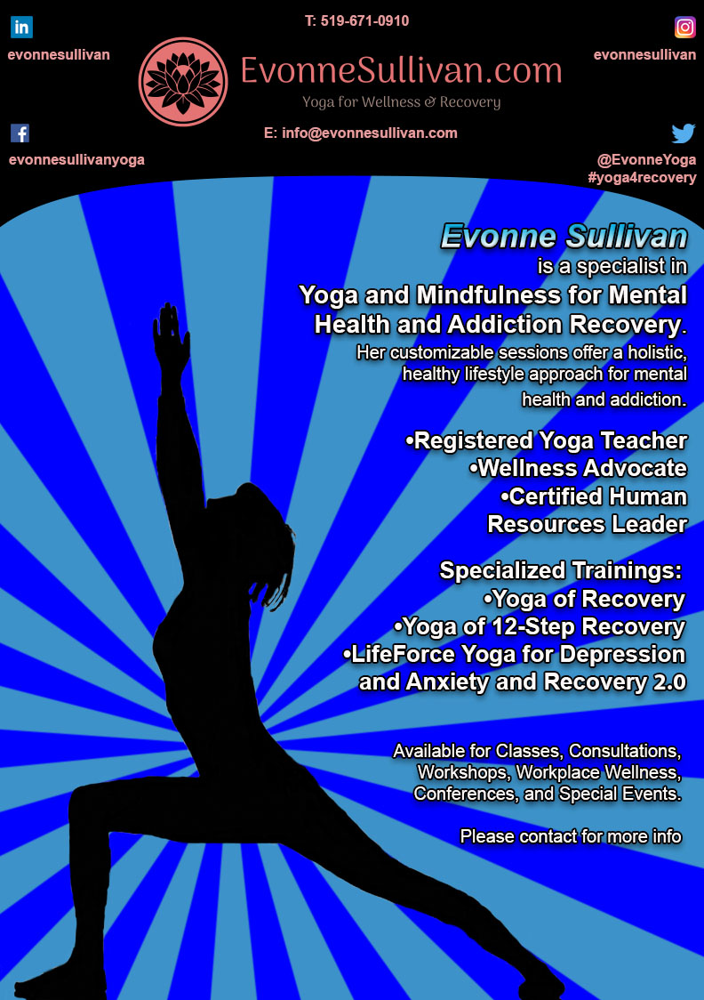 T: 519-671-0910
in
evonnesullivan
evonnesullivan
EvonneSullivan.com
Yoga for Wellness & Recovery
E: info@evonnesullivan.com
f
evonnesullivanyoga
@EvonneYoga
#yoga4recovery
Evonne Sullivan
is a specialist in
Yoga and Mindfulness for Mental
Health and Addiction Recovery.
Her customizable sessions offer a holistic,
healthy lifestyle approach for mental
health and addiction.
•Registered Yoga Teacher
•Wellness Advocate
•Certified Human
Resources Leader
Specialized Trainings:
•Yoga of Recovery
•Yoga of 12-Step Recovery
•LifeForce Yoga for Depression
and Anxiety and Recovery 2.0
Available for Classes, Consultations,
Workshops, Workplace Wellness,
Conferences, and Special Events.
Please contact for more info